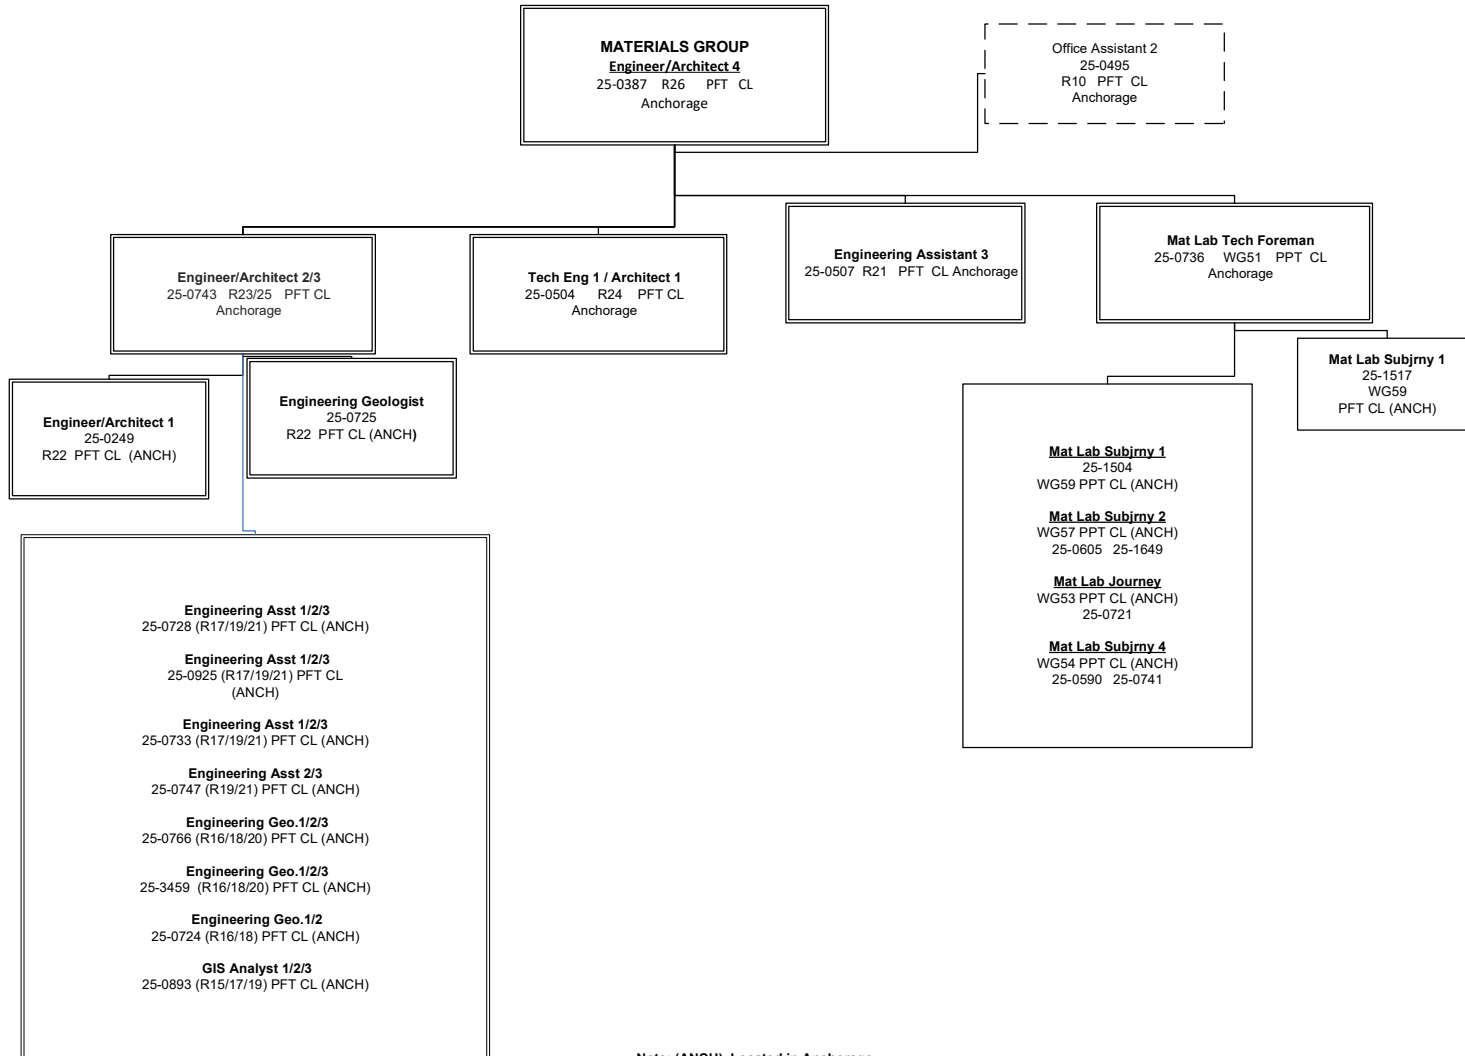 MATERIALS GROUP
Engineer/Architect 4
25-0387 R26 PFT CL
Anchorage
Office Assistant 2
25-0495
R10 PFT CL
Anchorage
Engineer/Architect 2/3
25-0743 R23/25 PFT CL
Anchorage
Tech Eng 1 / Architect 1
25-0504 R24 PFT CL
Anchorage
Engineering Assistant 3
25-0507 R21 PFT CL Anchorage
Mat Lab Tech Foreman
25-0736 WG51 PPT CL
Anchorage
Engineer/Architect 1
25-0249
R22 PFT CL (ANCH)
Engineering Geologist
25-0725
R22 PFT CL (ANCH)
Mat Lab Subjrny 1
25-1517
WG59
PFT CL (ANCH)
Mat Lab Subjrny 1
25-1504
WG59 PPT CL (ANCH)
Mat Lab Subjrny 2
WG57 PPT CL (ANCH)
25-0605 25-1649
Mat Lab Journey
WG53 PPT CL (ANCH)
25-0721
Mat Lab Subjrny 4
WG54 PPT CL (ANCH)
25-0590 25-0741
Engineering Asst 1/2/3
25-0728 (R17/19/21) PFT CL (ANCH)
Engineering Asst 1/2/3
25-0925 (R17/19/21) PFT CL
(ANCH)
Engineering Asst 1/2/3
25-0733 (R17/19/21) PFT CL (ANCH)
Engineering Asst 2/3
25-0747 (R19/21) PFT CL (ANCH)
Engineering Geo.1/2/3
25-0766 (R16/18/20) PFT CL (ANCH)
Engineering Geo.1/2/3
25-3459 (R16/18/20) PFT CL (ANCH)
Engineering Geo.1/2
25-0724 (R16/18) PFT CL (ANCH)
GIS Analyst 1/2/3
25-0893 (R15/17/19) PFT CL (ANCH)
Note: (ANCH) Located in Anchorage